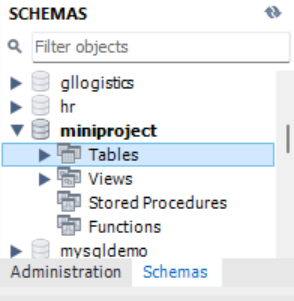 SCHEMAS
Filter objects
gllogistics
hr
miniproject
Tables
Views
Stored Procedures
Functions
mysqldemo
Administration Schemas